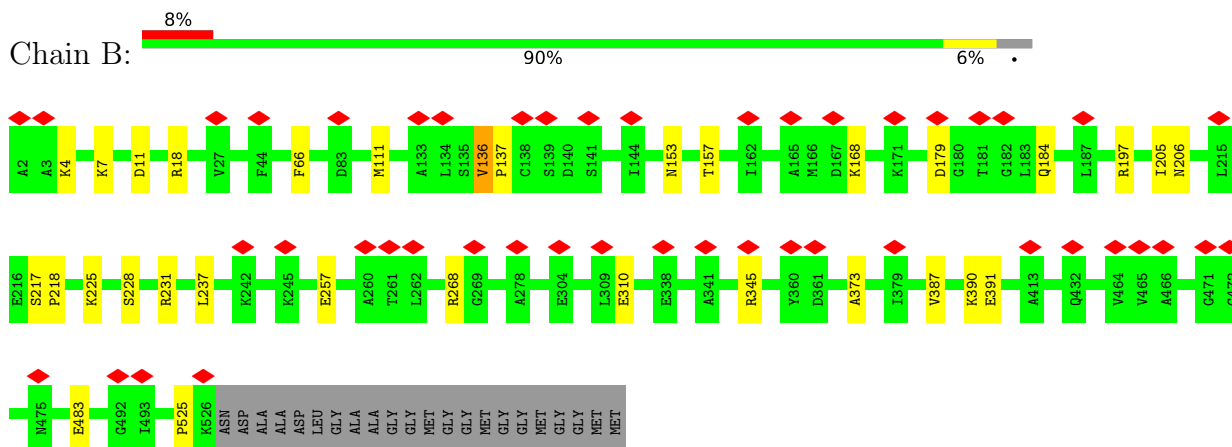 8%
Chain B:
90%
6%
•
A2 A3 K4 K7 D11 R18 V27 F44 F66 D83 M111 A133 L134 S135 V136 P137 C138 S139 D140 S141 I144 N153 T157 I162 A165 M166 D167 K168 K171 D179 G180 T181 G182 L183 Q184 L187 R197 I205 N206 L215
E216 S217 P218 K225 S228 R231 L237 K242 K245 E257 A260 T261 L262 R268 G269 A278 E304 L309 E310 E338 A341 R345 Y360 D361 A373 I379 V387 K390 E391 A413 Q432 V464 V465 A466 G471
N475 E483 G492 I493 P525 K526 ASN ASP ALA ALA ASP LEU GLY ALA ALA GLY GLY MET GLY GLY MET GLY GLY MET GLY GLY MET MET